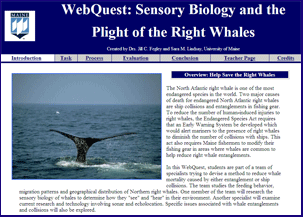 MAINE
WebQuest: Sensory Biology and the
Plight of the Right Whales
Created by Drs. Jill C. Fegley and Sara M. Lindsay, University of Maine
Introduction Task Process Evaluation Conclusion Teacher Page Credits
Overview: Help Save the Right Whales
The North Atlantic right whale is one of the most
endangered species in the world. Two major causes
of death for endangered North Atlantic right whales
are ship collisions and entanglements in fishing gear.
To reduce the number of human-induced injuries to
right whales, the Endangered Species Act requires
that an Early Warning System be developed which
would alert mariners to the presence of right whales
to diminish the number of collisions with ships. This
act also requires Maine fishermen to modify their
fishing gear in areas where whales are common to
help reduce right whale entanglements.
In this WebQuest, students are part of a team of
specialists trying to devise a method to reduce whale
mortality caused by either entanglement or ship
collisions. The team studies the feeding behavior,
migration patterns and geographical distribution of Northern right whales. One member of the team will research the
sensory biology of whales to determine how they "see" and "hear" in their environment. Another specialist will examine
current research and technology involving sonar and echolocation. Specific issues associated with whale entanglements
and collisions will also be explored.